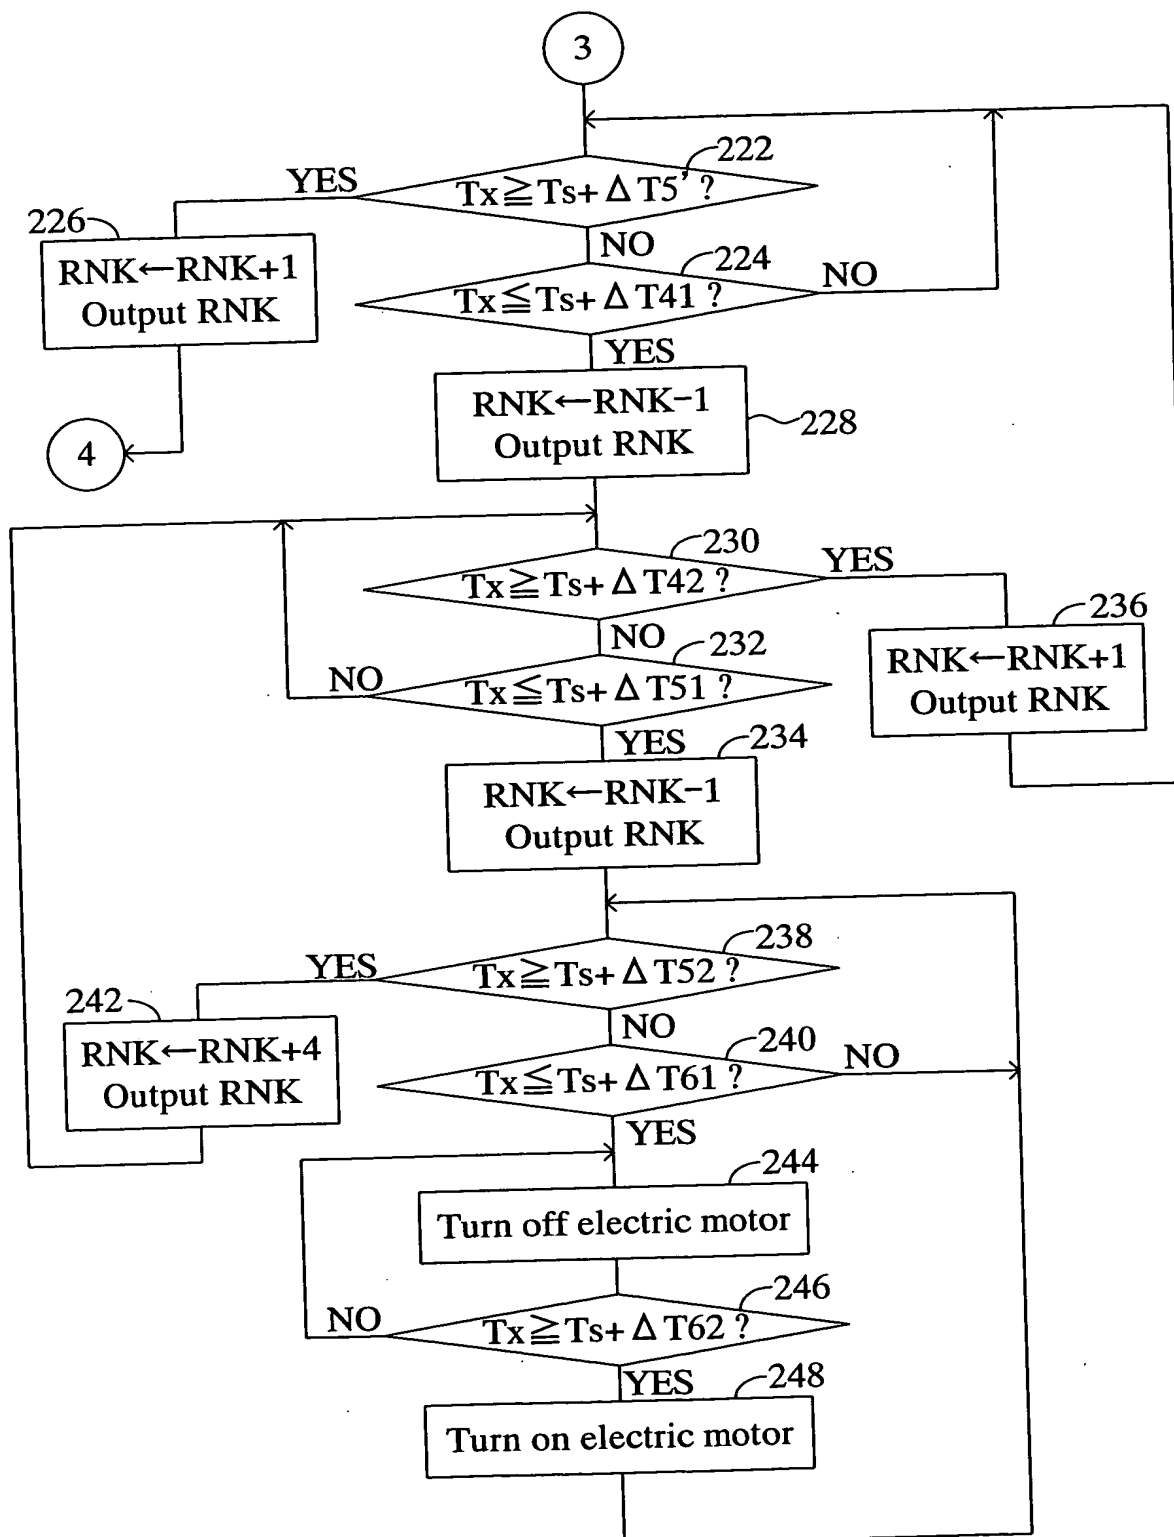 3
222
YES
Tx≧Ts+ΔT5' ?
226
NO
RNK←RNK+1
Output RNK
224
NO
Tx≦Ts+ΔT41 ?
YES
RNK←RNK−1
Output RNK
228
4
230
YES
Tx≧Ts+ΔT42 ?
NO
236
RNK←RNK+1
Output RNK
232
NO
Tx≦Ts+ΔT51 ?
YES
234
RNK←RNK−1
Output RNK
238
YES
Tx≧Ts+ΔT52 ?
242
NO
RNK←RNK+4
Output RNK
240
NO
Tx≦Ts+ΔT61 ?
YES
244
Turn off electric motor
246
NO
Tx≧Ts+ΔT62 ?
YES
248
Turn on electric motor